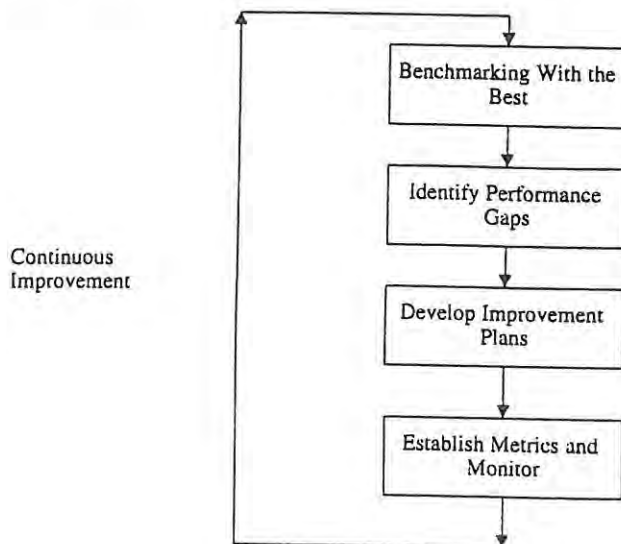 Benchmarking With the
Best
Identify Performance
Gaps
Continuous
Improvement
Develop Improvement
Plans
Establish Metrics and
Monitor